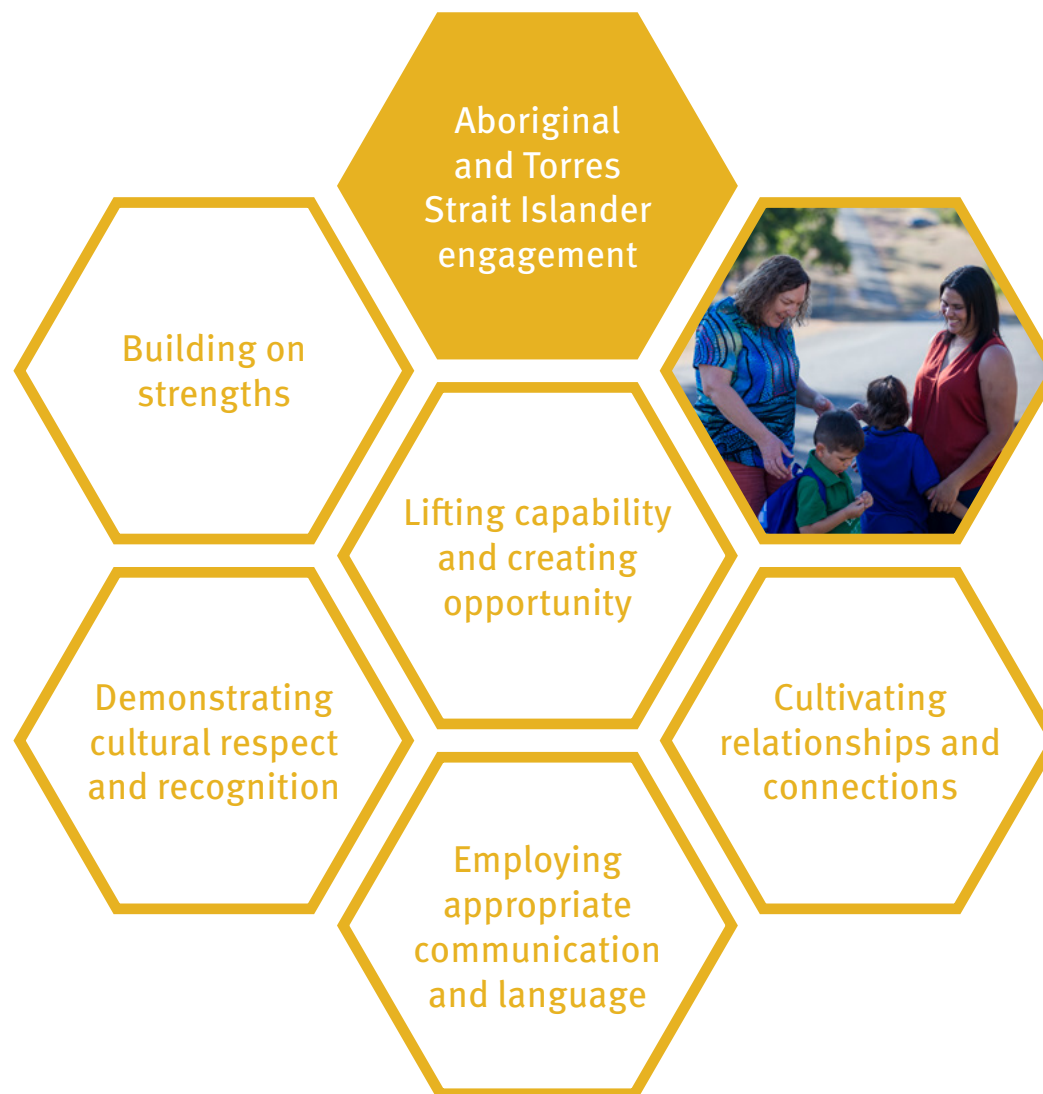 Aboriginal
and Torres
Strait Islander
engagement
Building on
strengths
Lifting capability
and creating
opportunity
Demonstrating
cultural respect
and recognition
Cultivating
relationships and
connections
Employing
appropriate
communication
and language